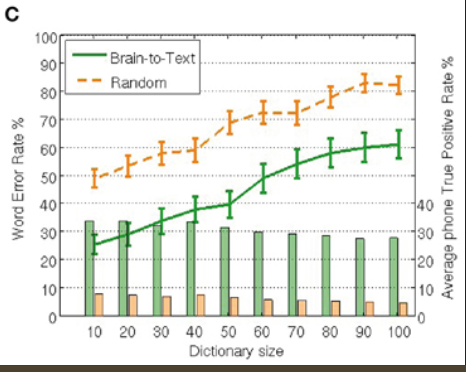 C
100
90
80
70
60
50
40
30
20
10
0
Word Error Rate %
Brain-to-Text
Random
40
30
20
10
0
Average phone True Positive Rate %
10 20 30 40 50 60 70 80 90 100
Dictionary size